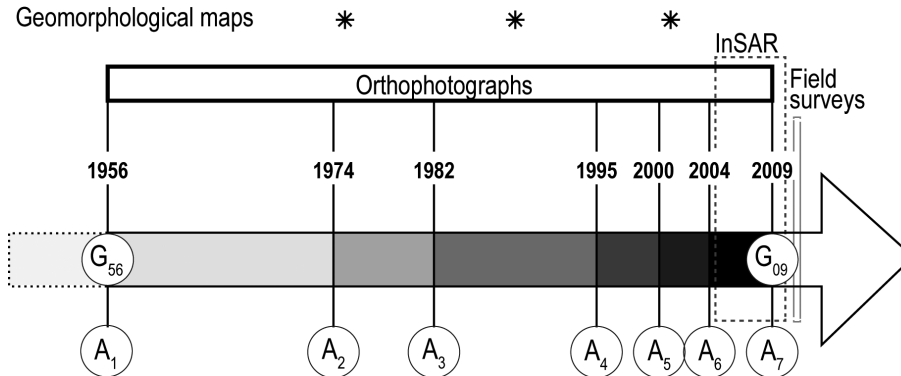 Geomorphological maps * * *
InSAR
Orthophotographs
Field
surveys
1956 1974 1982 1995 2000 2004 2009
G56 G09
A1 A2 A3 A4 A5 A6 A7